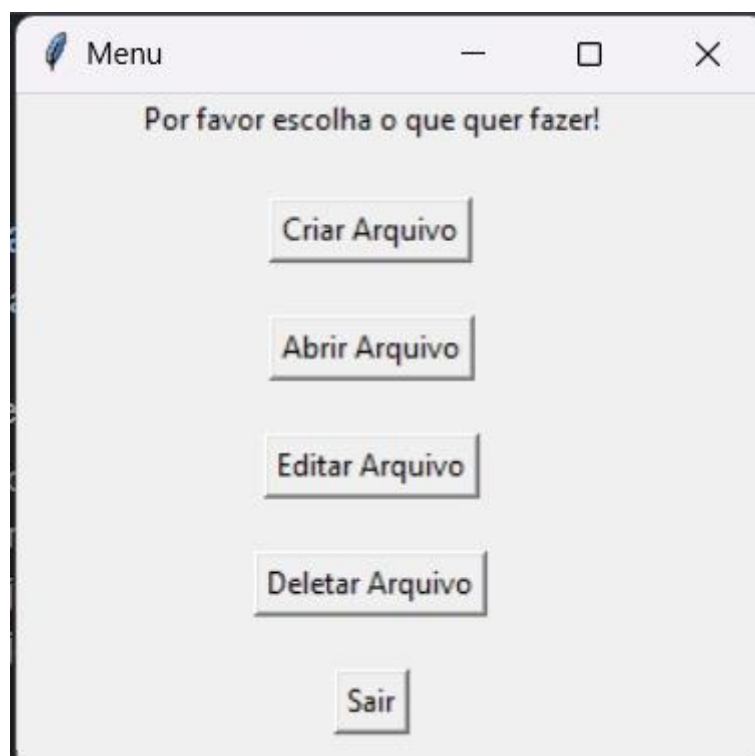 Menu
Por favor escolha o que quer fazer!
Criar Arquivo
Abrir Arquivo
Editar Arquivo
Deletar Arquivo
Sair